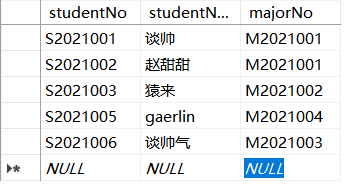 studentNo studentN... majorNo
S2021001 谈帅 M2021001
S2021002 赵甜甜 M2021001
S2021003 猿来 M2021002
S2021005 gaerlin M2021004
S2021006 谈帅气 M2021003
NULL NULL NULL